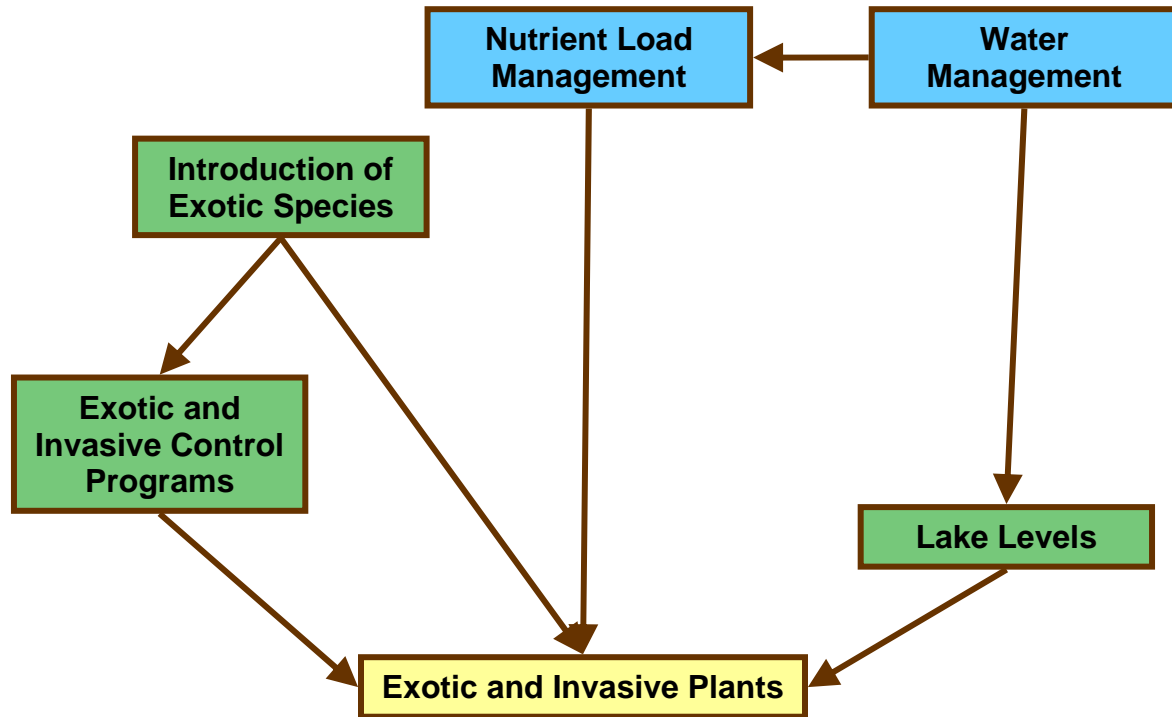 Nutrient Load
Management
Water
Management
Introduction of
Exotic Species
Exotic and
Invasive Control
Programs
Lake Levels
Exotic and Invasive Plants